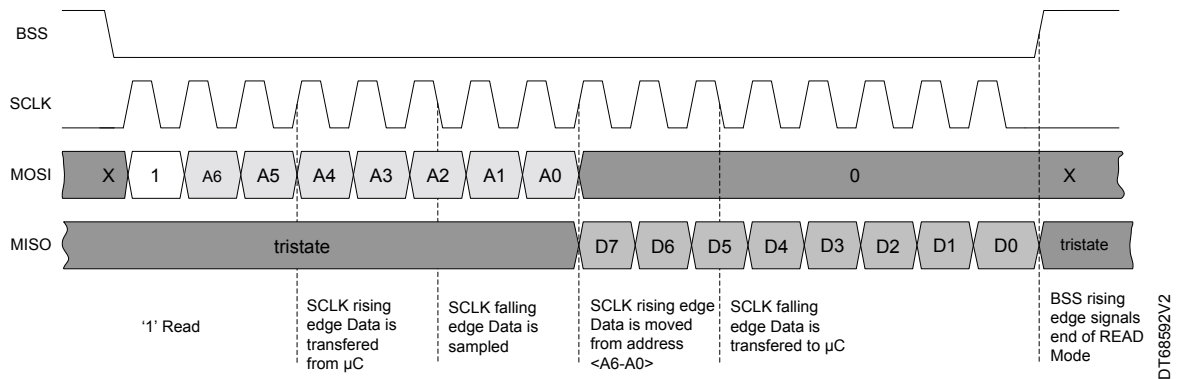 BSS
SCLK
MOSI
X
1
A6
A5
A4
A3
A2
A1
A0
0
X
MISO
tristate
D7
D6
D5
D4
D3
D2
D1
D0
tristate
'1' Read
SCLK rising
edge Data is
transfered
from µC
SCLK falling
edge Data is
sampled
SCLK rising edge
Data is moved
from address
<A6-A0>
SCLK falling
edge Data is
transfered to µC
BSS rising
edge signals
end of READ
Mode
DT68592V2